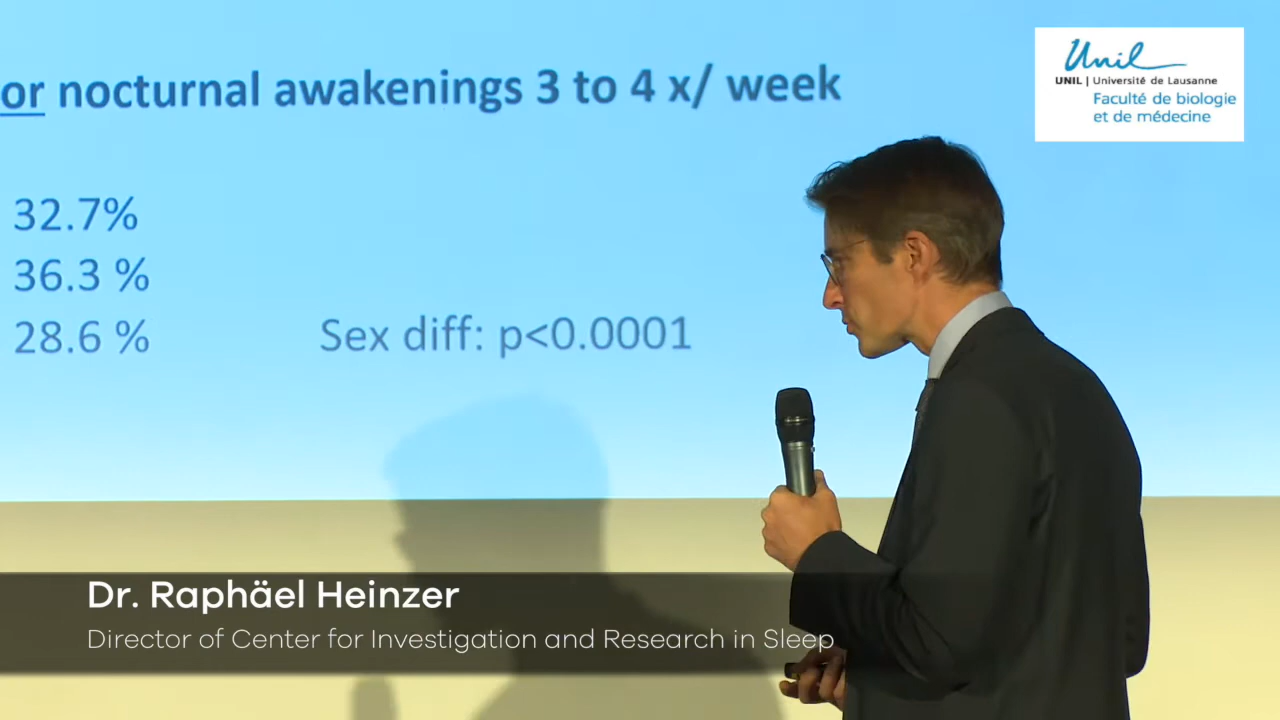 or nocturnal awakenings 3 to 4 x/ week
32.7%
36.3 %
28.6 %
Sex diff: p<0.0001
Unil
UNIL | Université de Lausanne
Faculté de biologie
et de médecine
Dr. Raphäel Heinzer
Director of Center for Investigation and Research in Sleep